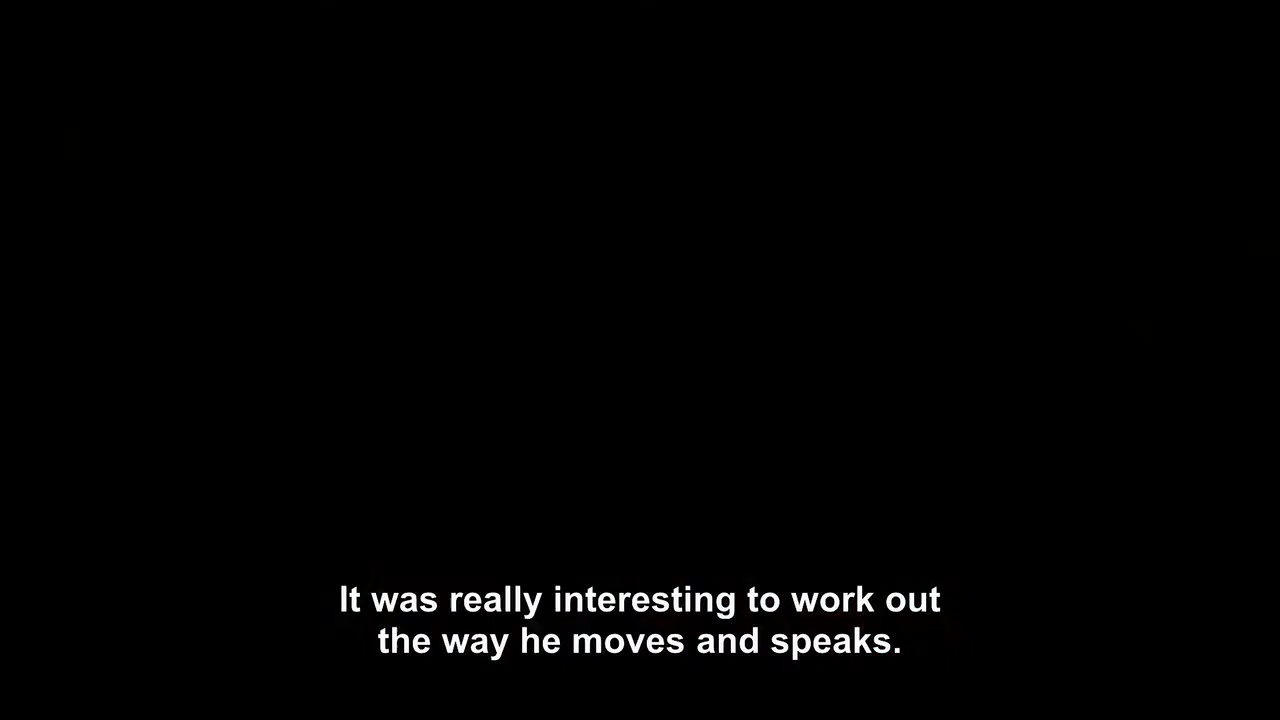 It was really interesting to work out
the way he moves and speaks.